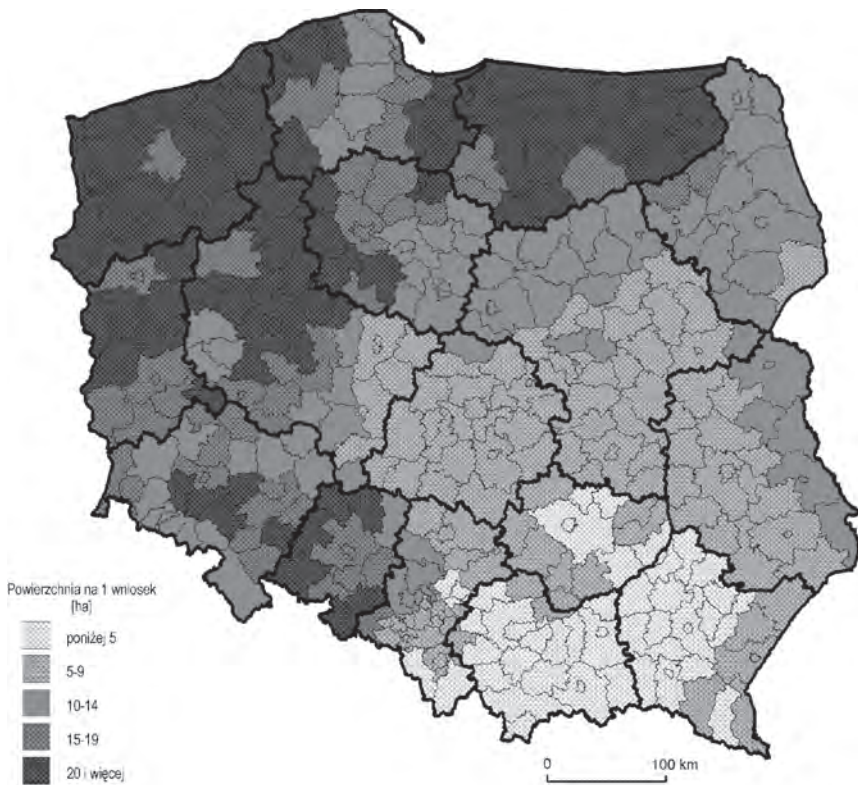 Powierzchnia na 1 wniosek
[ha]
poniżej 5
5-9
10-14
15-19
20 i więcej
0 100 km